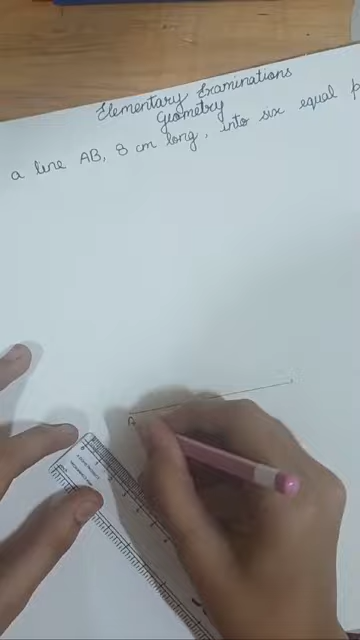 Elementary Examinations
Geometry
a line AB, 8 cm long, into six equal p
A